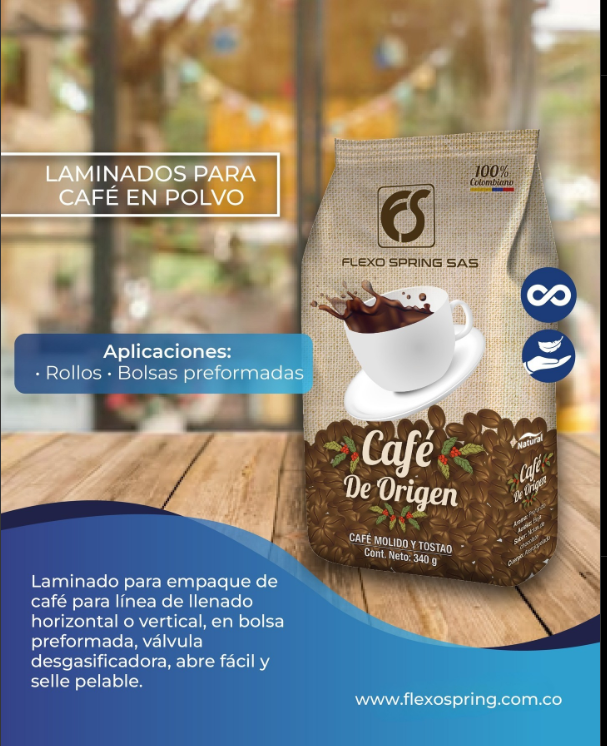 LAMINADOS PARA
CAFÉ EN POLVO
100%
Colombiano
FS
FLEXO SPRING SAS
Aplicaciones:
• Rollos • Bolsas preformadas
Café
De Origen
CAFÉ MOLIDO Y TOSTAO
Cont. Neto: 340 g
Natural
Café
De Origen
Laminado para empaque de
café para línea de llenado
horizontal o vertical, en bolsa
preformada, válvula
desgasificadora, abre fácil y
selle pelable.
www.flexospring.com.co